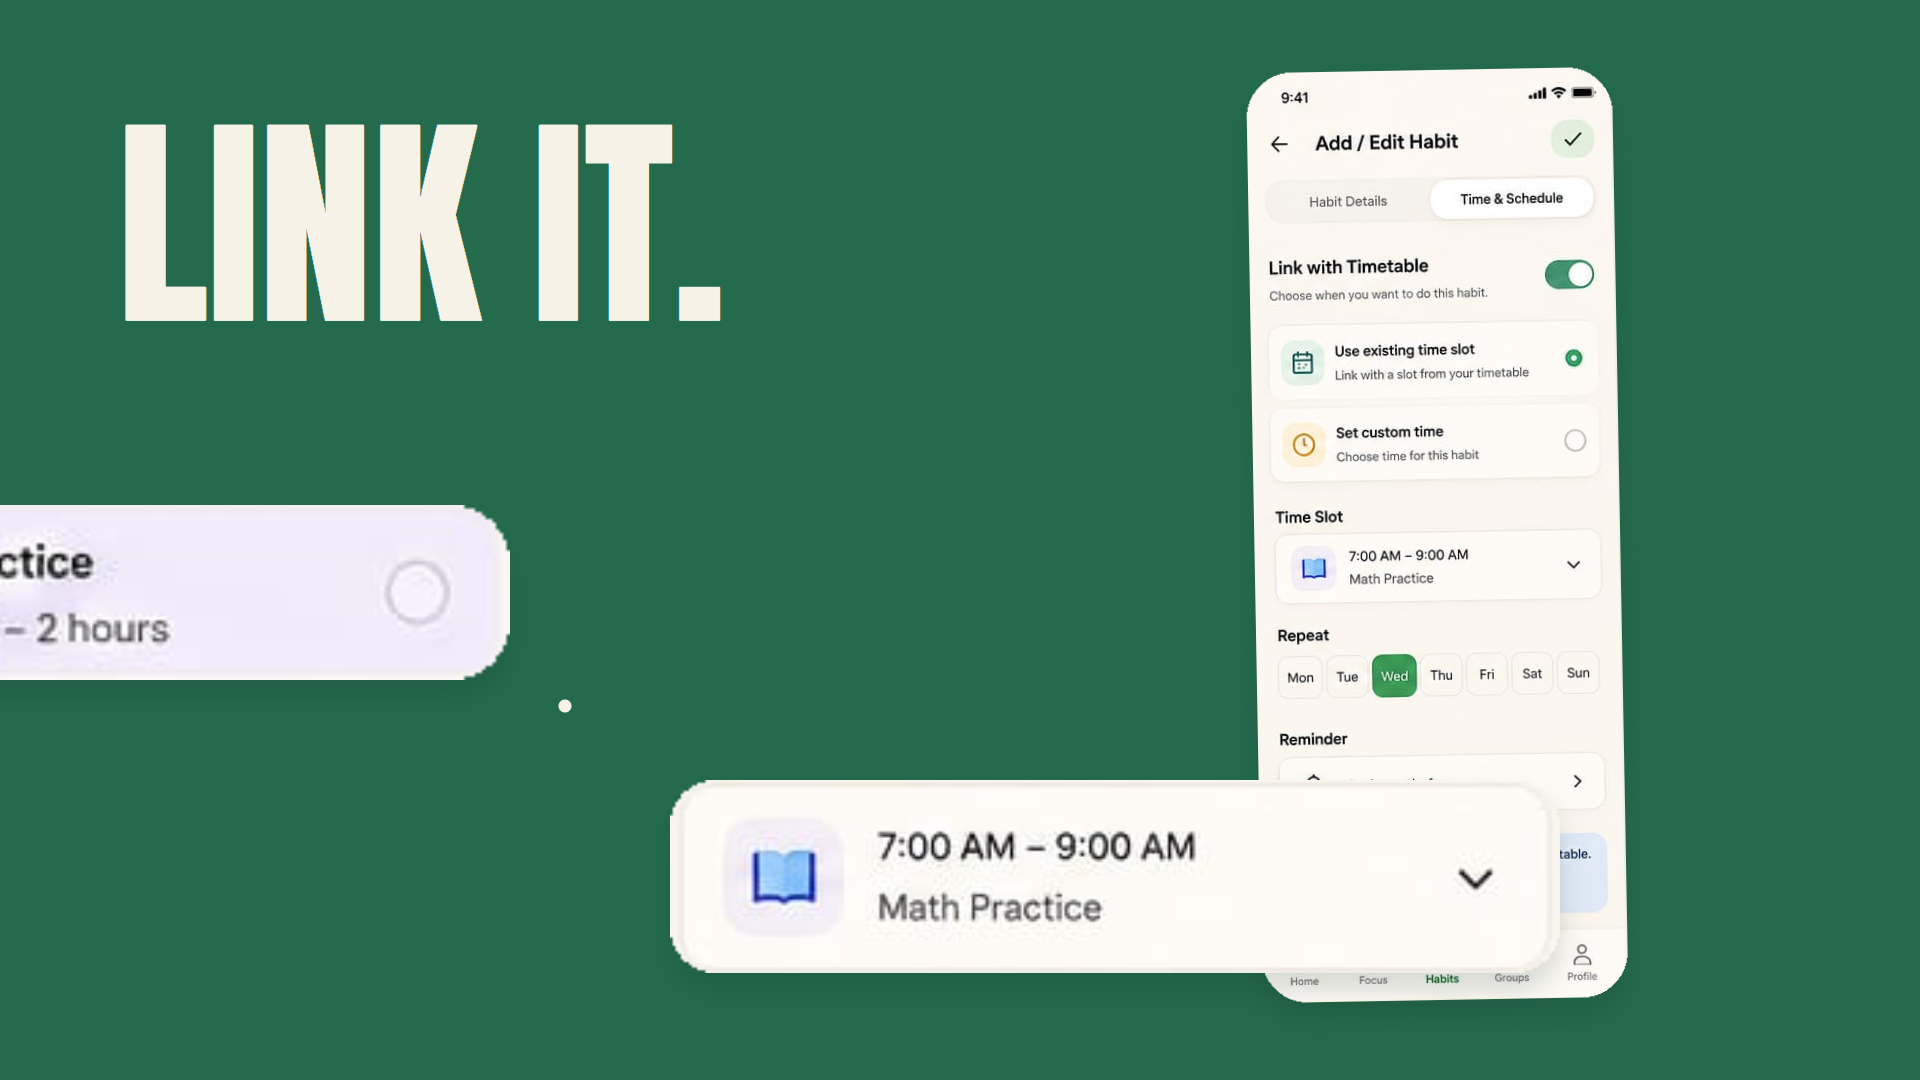 LINK IT.
ctice
– 2 hours
9:41
Add / Edit Habit
Habit Details
Time & Schedule
Link with Timetable
Choose when you want to do this habit.
Use existing time slot
Link with a slot from your timetable
Set custom time
Choose time for this habit
Time Slot
7:00 AM – 9:00 AM
Math Practice
Repeat
Mon Tue Wed Thu Fri Sat Sun
Reminder
table.
7:00 AM – 9:00 AM
Math Practice
Home Focus Habits Groups Profile